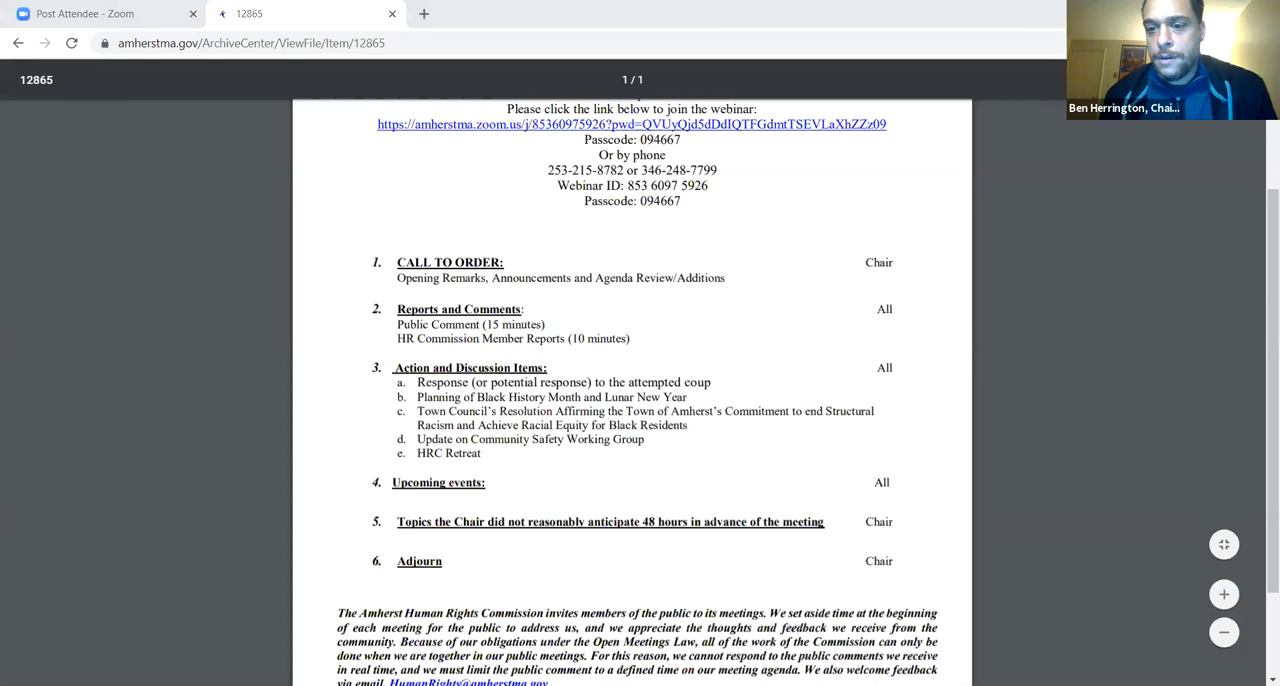 Post Attendee - Zoom
12865
amherstma.gov/ArchiveCenter/ViewFile/Item/12865
12865
1 / 1
Ben Herrington, Chai...
Please click the link below to join the webinar:
https://amherstma.zoom.us/j/85360975926?pwd=QVUyQjd5dDdIQTFGdmtTSEVLaXhZZz09
Passcode: 094667
Or by phone
253-215-8782 or 346-248-7799
Webinar ID: 853 6097 5926
Passcode: 094667
1. CALL TO ORDER: Chair
Opening Remarks, Announcements and Agenda Review/Additions
2. Reports and Comments: All
Public Comment (15 minutes)
HR Commission Member Reports (10 minutes)
3. Action and Discussion Items: All
a. Response (or potential response) to the attempted coup
b. Planning of Black History Month and Lunar New Year
c. Town Council's Resolution Affirming the Town of Amherst's Commitment to end Structural
Racism and Achieve Racial Equity for Black Residents
d. Update on Community Safety Working Group
e. HRC Retreat
4. Upcoming events: All
5. Topics the Chair did not reasonably anticipate 48 hours in advance of the meeting Chair
6. Adjourn Chair
The Amherst Human Rights Commission invites members of the public to its meetings. We set aside time at the beginning
of each meeting for the public to address us, and we appreciate the thoughts and feedback we receive from the
community. Because of our obligations under the Open Meetings Law, all of the work of the Commission can only be
done when we are together in our public meetings. For this reason, we cannot respond to the public comments we receive
in real time, and we must limit the public comment to a defined time on our meeting agenda. We also welcome feedback
via email. HumanRights@amherstma.gov